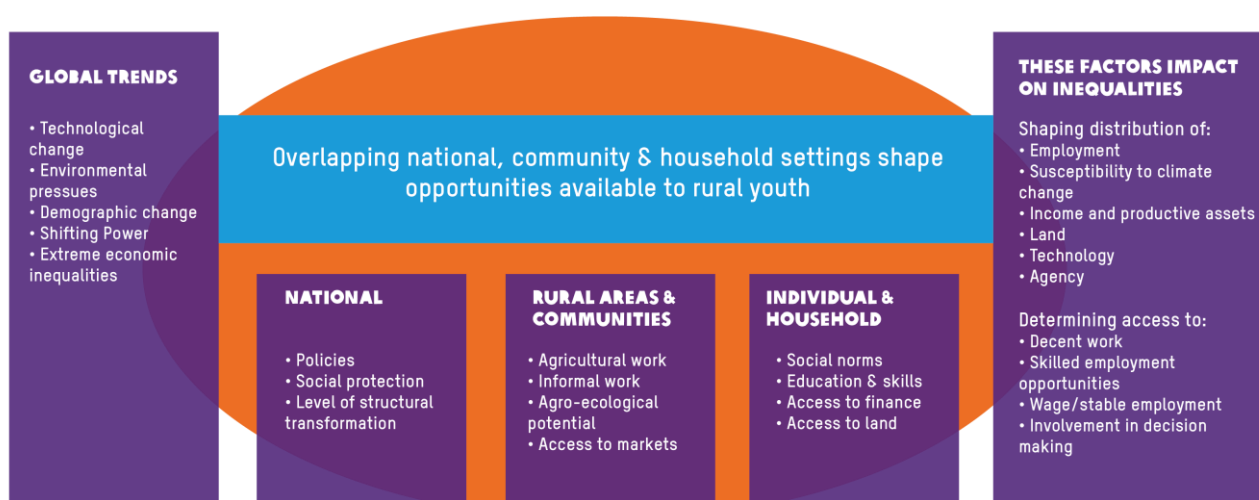 GLOBAL TRENDS
• Technological
change
• Environmental
pressues
• Demographic change
• Shifting Power
• Extreme economic
inequalities
Overlapping national, community & household settings shape
opportunities available to rural youth
NATIONAL
• Policies
• Social protection
• Level of structural
transformation
RURAL AREAS &
COMMUNITIES
• Agricultural work
• Informal work
• Agro-ecological
potential
• Access to markets
INDIVIDUAL &
HOUSEHOLD
• Social norms
• Education & skills
• Access to finance
• Access to land
THESE FACTORS IMPACT
ON INEQUALITIES
Shaping distribution of:
• Employment
• Susceptibility to climate
change
• Income and productive assets
• Land
• Technology
• Agency
Determining access to:
• Decent work
• Skilled employment
opportunities
• Wage/stable employment
• Involvement in decision
making